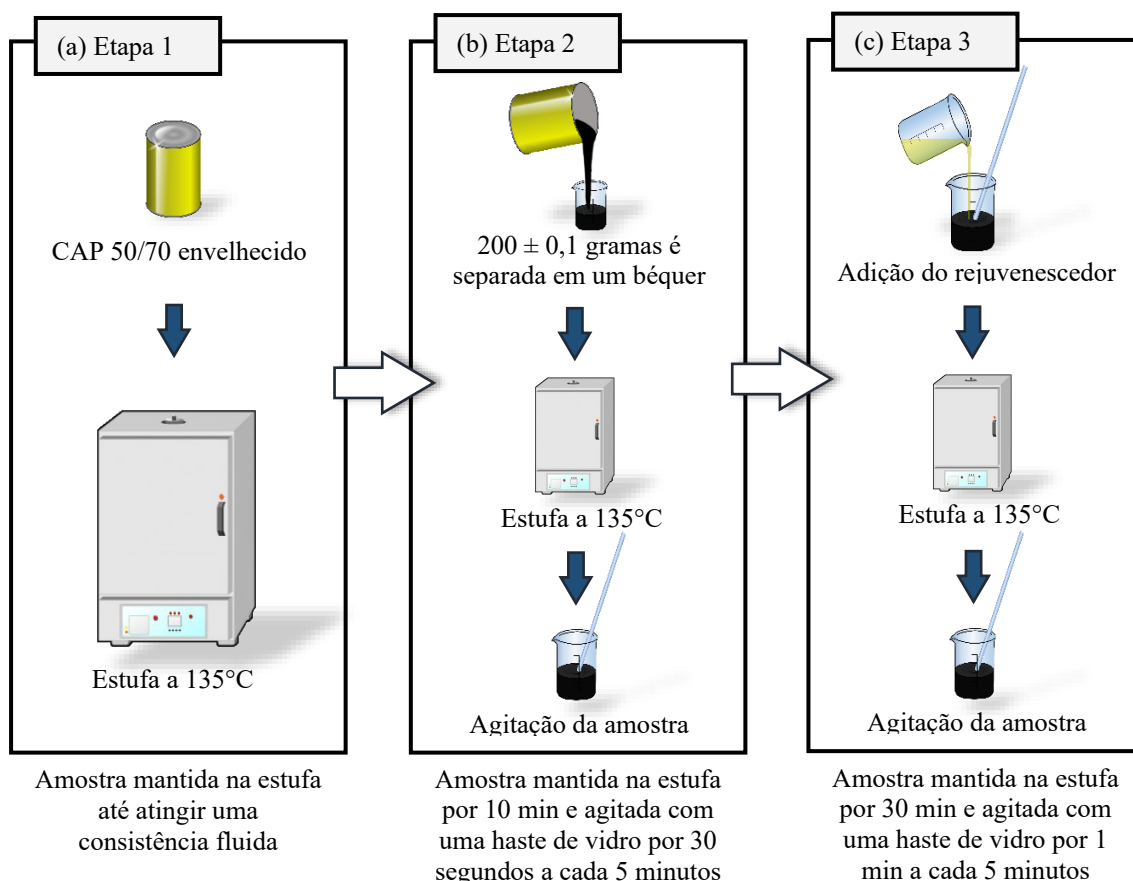 (a) Etapa 1
CAP 50/70 envelhecido
Estufa a 135°C
Amostra mantida na estufa
até atingir uma
consistência fluida
(b) Etapa 2
200 ± 0,1 gramas é
separada em um béquer
Estufa a 135°C
Agitação da amostra
Amostra mantida na estufa
por 10 min e agitada com
uma haste de vidro por 30
segundos a cada 5 minutos
(c) Etapa 3
Adição do rejuvenescedor
Estufa a 135°C
Agitação da amostra
Amostra mantida na estufa
por 30 min e agitada com
uma haste de vidro por 1
min a cada 5 minutos